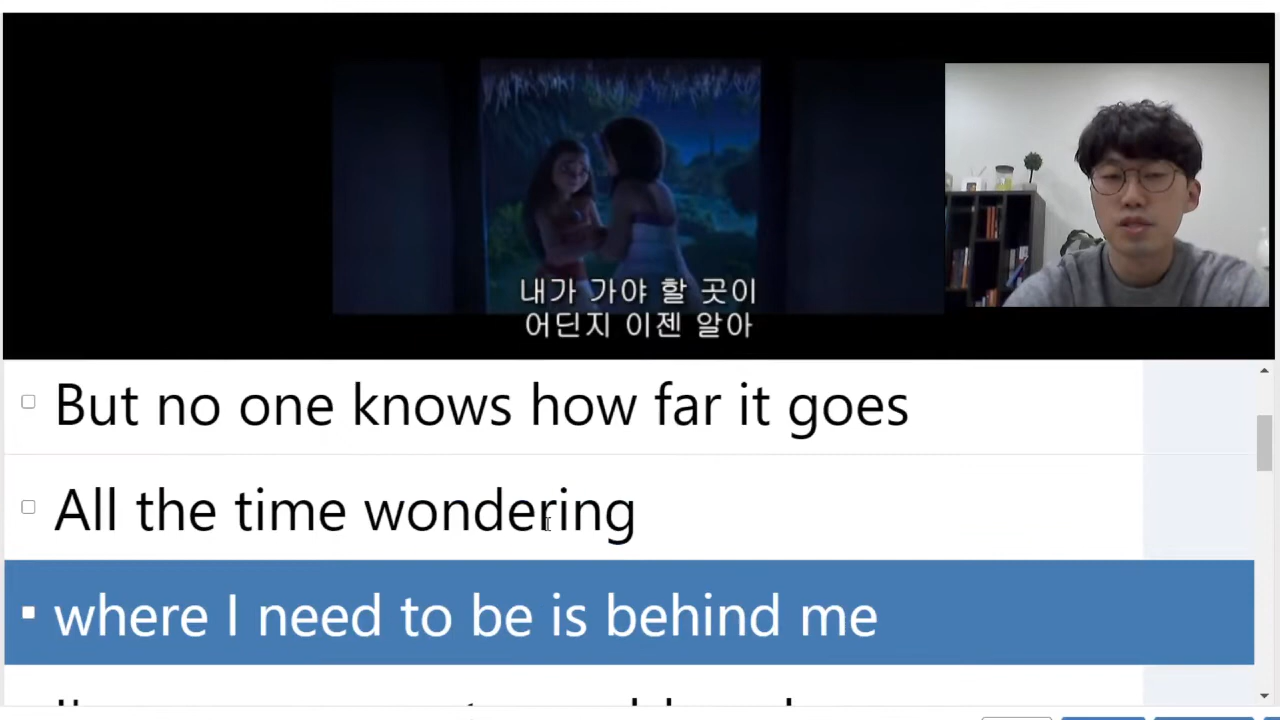 내가 가야 할 곳이
어딘지 이젠 알아
But no one knows how far it goes
All the time wondering
where I need to be is behind me